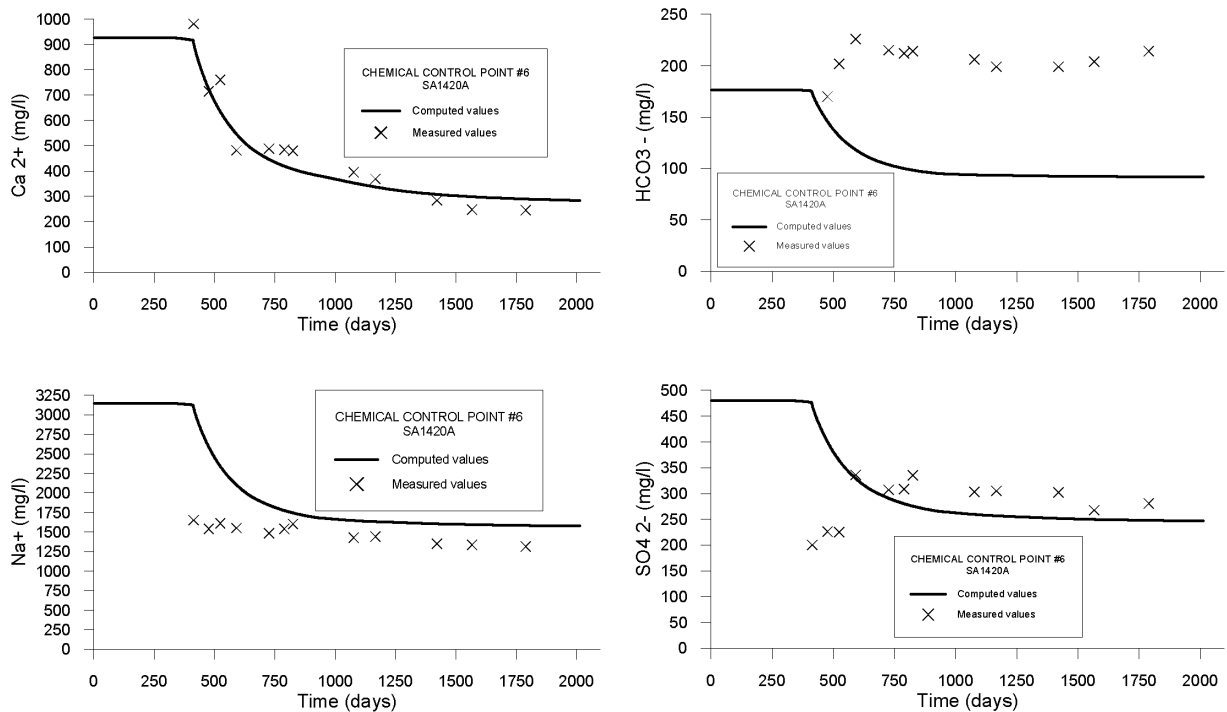 1000
900
800
700
600
500
400
300
200
100
0
Ca 2+ (mg/l)
0 250 500 750 1000 1250 1500 1750 2000
Time (days)
CHEMICAL CONTROL POINT #6
SA1420A
Computed values
Measured values
250
200
150
100
50
0
HCO3 - (mg/l)
0 250 500 750 1000 1250 1500 1750 2000
Time (days)
CHEMICAL CONTROL POINT #6
SA1420A
Computed values
Measured values
3250
3000
2750
2500
2250
2000
1750
1500
1250
1000
750
500
250
0
Na+ (mg/l)
0 250 500 750 1000 1250 1500 1750 2000
Time (days)
CHEMICAL CONTROL POINT #6
SA1420A
Computed values
Measured values
500
450
400
350
300
250
200
150
100
50
0
SO4 2- (mg/l)
0 250 500 750 1000 1250 1500 1750 2000
Time (days)
CHEMICAL CONTROL POINT #6
SA1420A
Computed values
Measured values